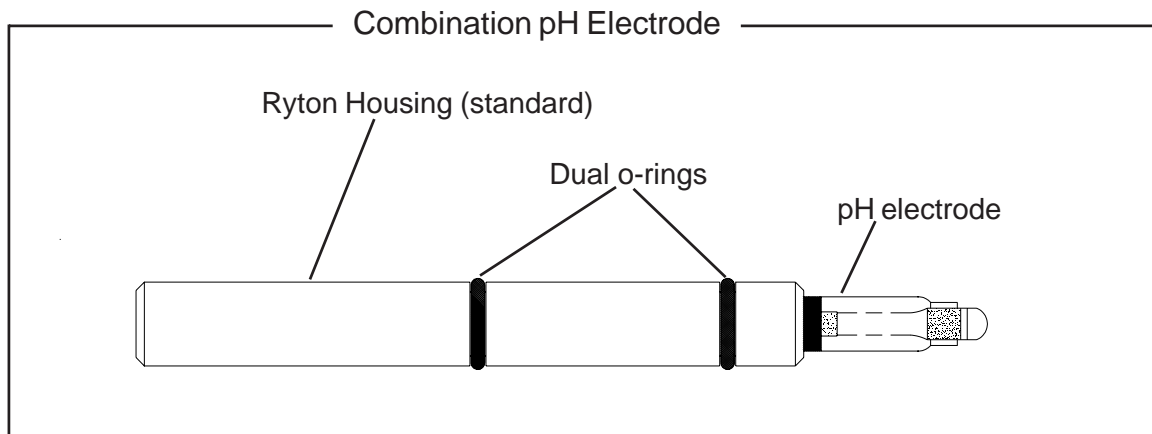 Combination pH Electrode
Ryton Housing (standard)
Dual o-rings
pH electrode